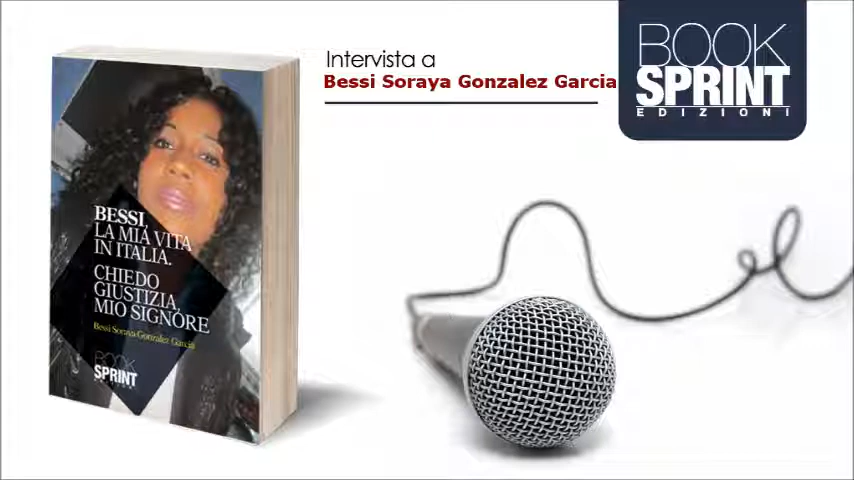 Intervista a
Bessi Soraya Gonzalez Garcia
BOOK
SPRINT
EDIZIONI
BESSI,
LA MIA VITA
IN ITALIA.
CHIEDO
GIUSTIZIA,
MIO SIGNORE
Bessi Soraya Gonzalez Garcia
BOOK
SPRINT
EDIZIONI